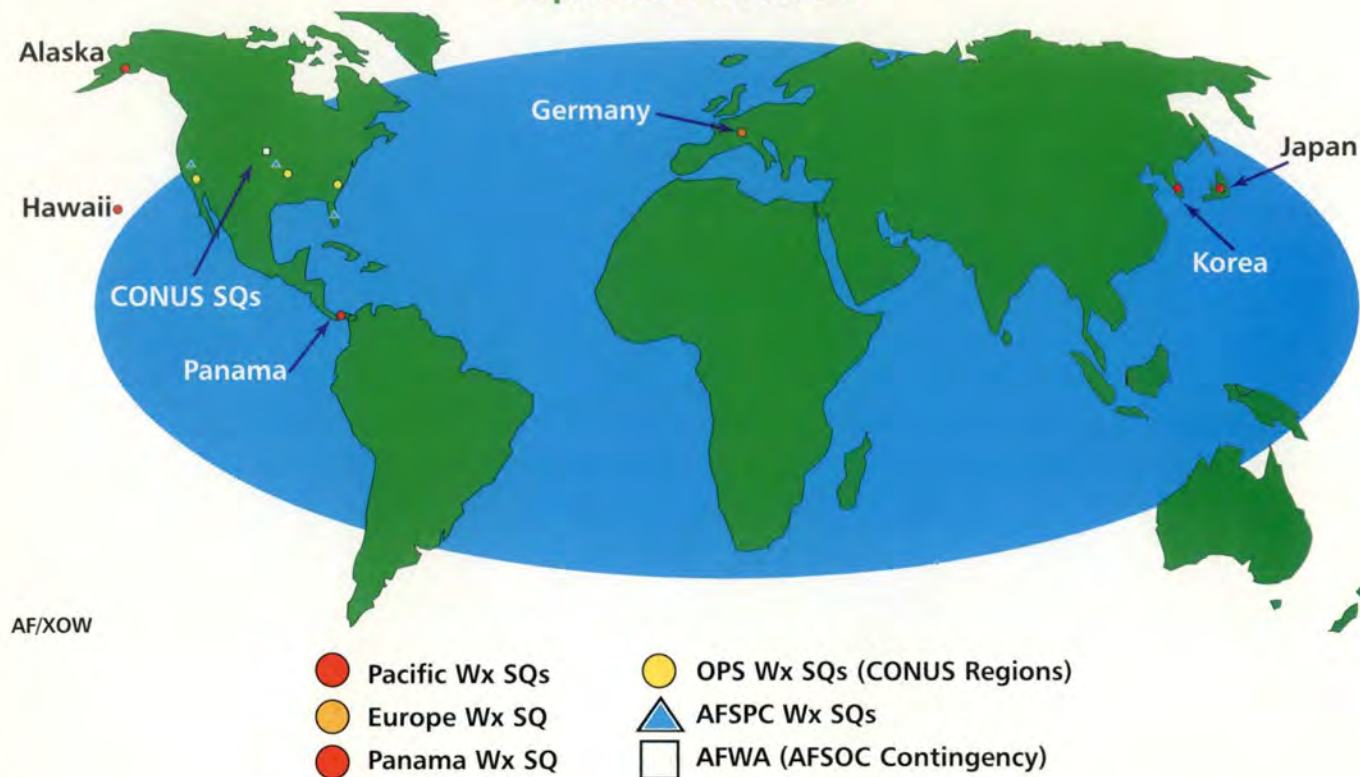 Alaska
Germany
Japan
Hawaii
Korea
CONUS SQs
Panama
AF/XOW
Pacific Wx SQs
OPS Wx SQs (CONUS Regions)
Europe Wx SQ
AFSPC Wx SQs
Panama Wx SQ
AFWA (AFSOC Contingency)